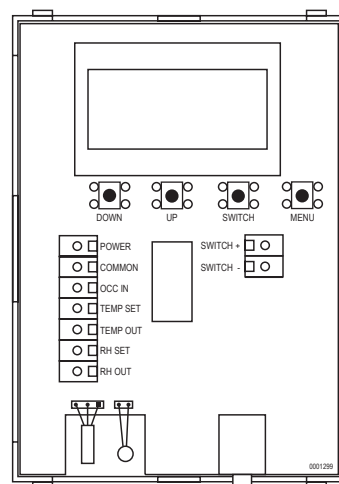 DOWN UP SWITCH MENU
POWER
SWITCH +
COMMON
SWITCH -
OCC IN
TEMP SET
TEMP OUT
RH SET
RH OUT
0001299